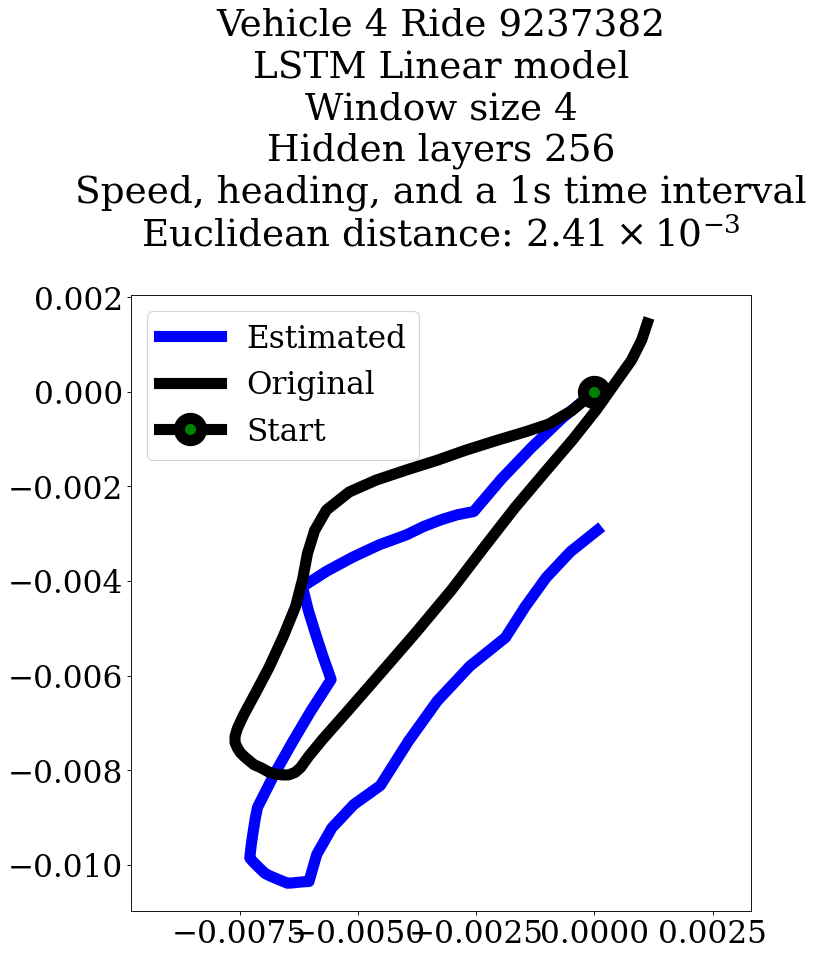 Vehicle 4 Ride 9237382
LSTM Linear model
Window size 4
Hidden layers 256
Speed, heading, and a 1s time interval
Euclidean distance: 2.41 × 10⁻³
Estimated
Original
Start
0.002
0.000
−0.002
−0.004
−0.006
−0.008
−0.010
−0.0075 −0.0050 −0.0025 0.0000 0.0025